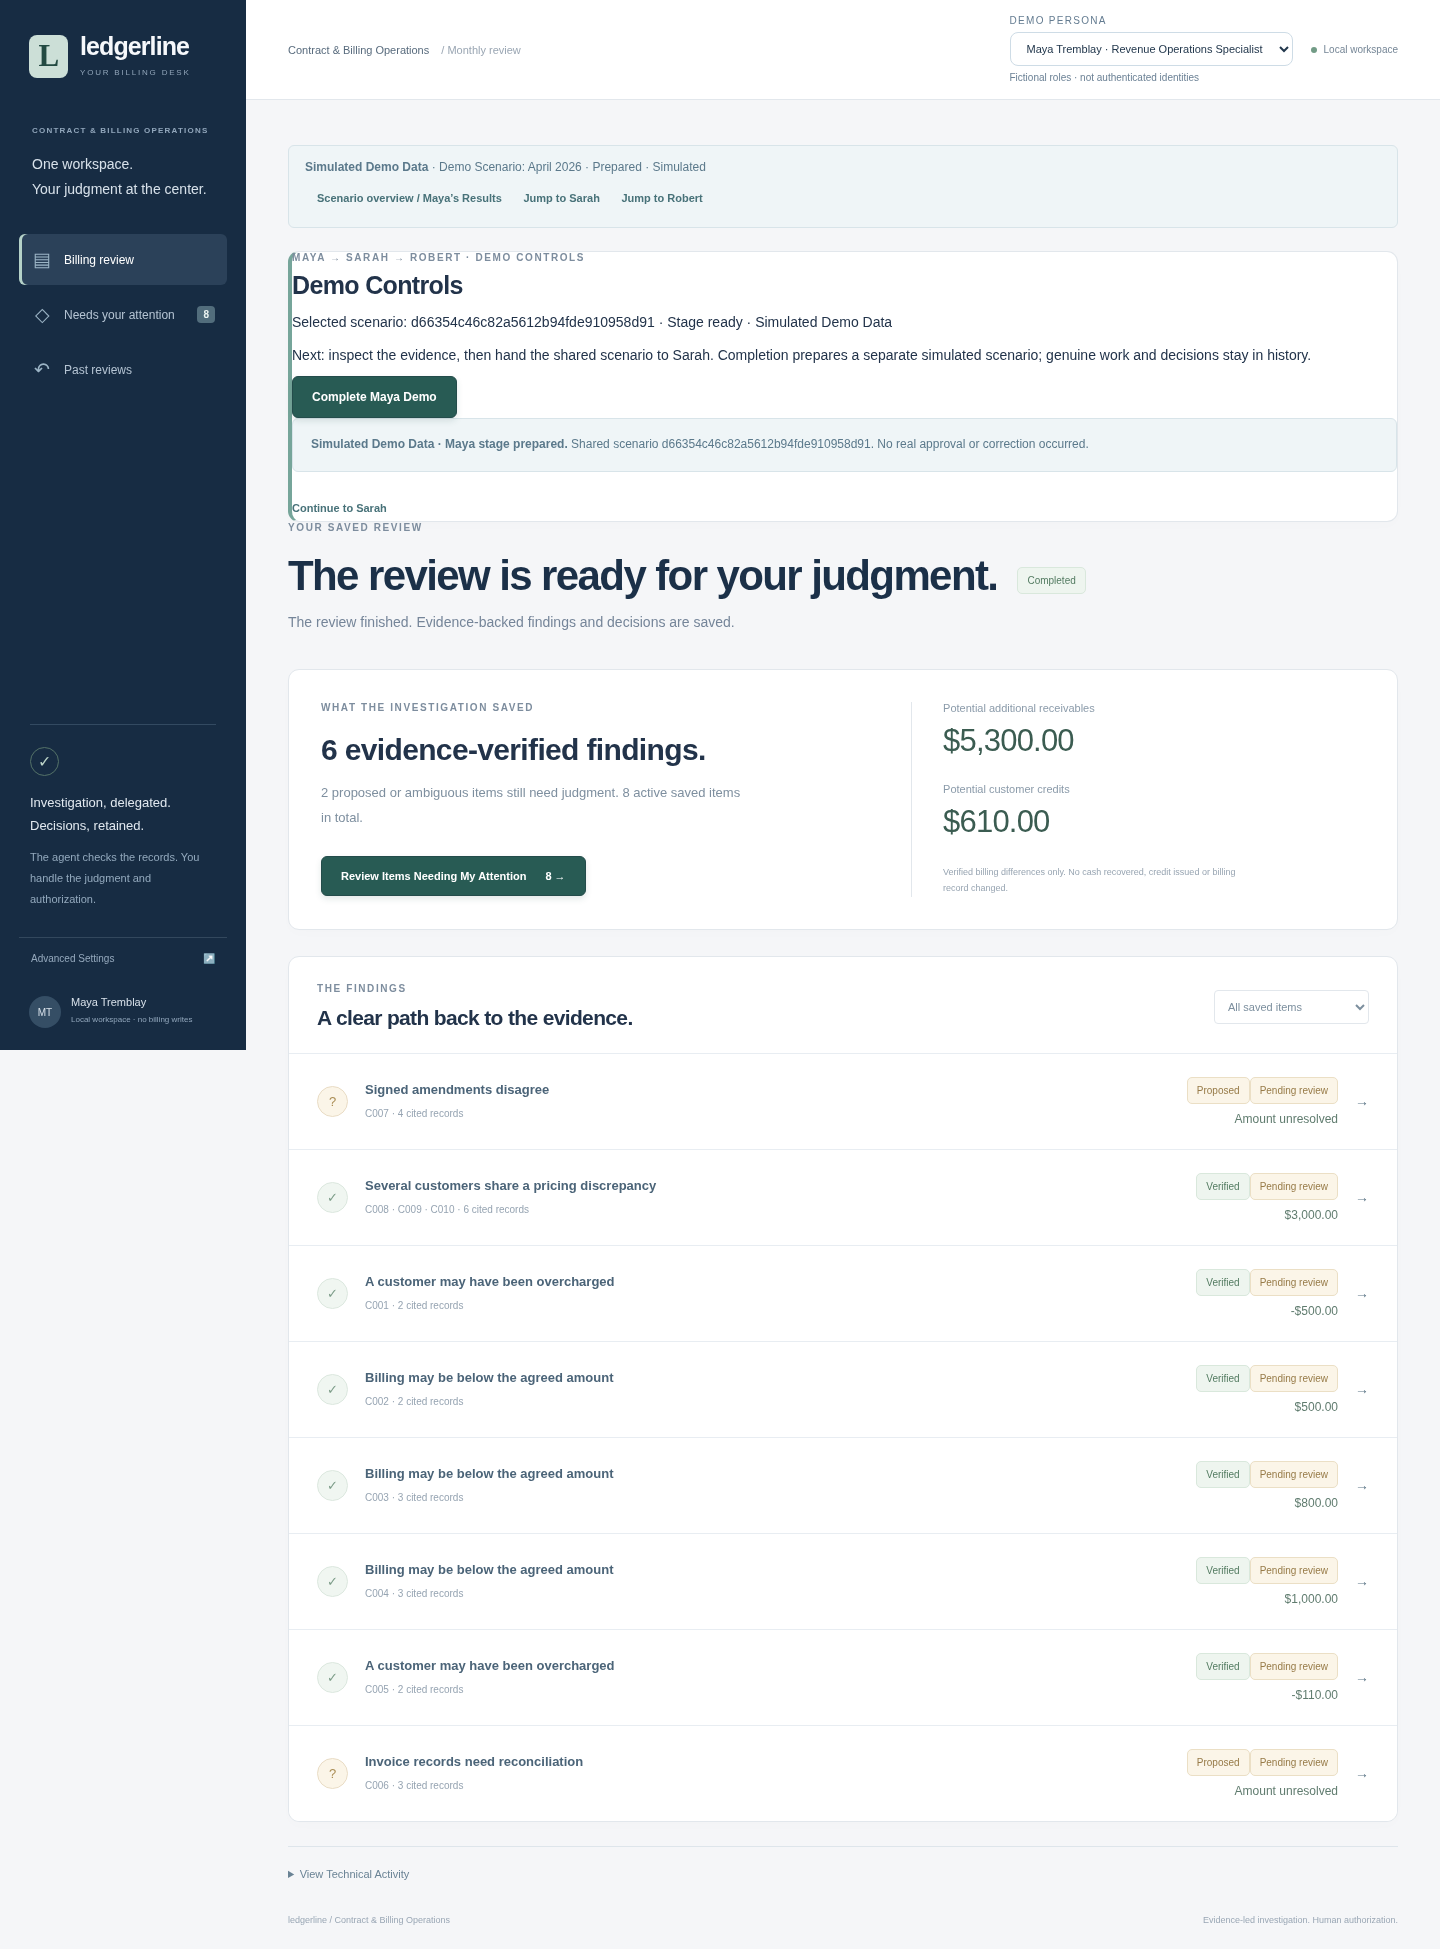 L
ledgerline
YOUR BILLING DESK
CONTRACT & BILLING OPERATIONS
One workspace.
Your judgment at the center.
Billing review
Needs your attention 8
Past reviews
✓
Investigation, delegated.
Decisions, retained.
The agent checks the records. You
handle the judgment and
authorization.
Advanced Settings ↗
MT
Maya Tremblay
Local workspace · no billing writes
Contract & Billing Operations / Monthly review
DEMO PERSONA
Maya Tremblay · Revenue Operations Specialist
Fictional roles · not authenticated identities
Local workspace
Simulated Demo Data · Demo Scenario: April 2026 · Prepared · Simulated
Scenario overview / Maya's Results Jump to Sarah Jump to Robert
MAYA → SARAH → ROBERT · DEMO CONTROLS
Demo Controls
Selected scenario: d66354c46c82a5612b94fde910958d91 · Stage ready · Simulated Demo Data
Next: inspect the evidence, then hand the shared scenario to Sarah. Completion prepares a separate simulated scenario; genuine work and decisions stay in history.
Complete Maya Demo
Simulated Demo Data · Maya stage prepared. Shared scenario d66354c46c82a5612b94fde910958d91. No real approval or correction occurred.
Continue to Sarah
YOUR SAVED REVIEW
The review is ready for your judgment. Completed
The review finished. Evidence-backed findings and decisions are saved.
WHAT THE INVESTIGATION SAVED
6 evidence-verified findings.
2 proposed or ambiguous items still need judgment. 8 active saved items
in total.
Review Items Needing My Attention 8 →
Potential additional receivables
$5,300.00
Potential customer credits
$610.00
Verified billing differences only. No cash recovered, credit issued or billing
record changed.
THE FINDINGS
A clear path back to the evidence.
All saved items
? Signed amendments disagree
C007 · 4 cited records
Proposed Pending review
Amount unresolved →
✓ Several customers share a pricing discrepancy
C008 · C009 · C010 · 6 cited records
Verified Pending review
$3,000.00 →
✓ A customer may have been overcharged
C001 · 2 cited records
Verified Pending review
-$500.00 →
✓ Billing may be below the agreed amount
C002 · 2 cited records
Verified Pending review
$500.00 →
✓ Billing may be below the agreed amount
C003 · 3 cited records
Verified Pending review
$800.00 →
✓ Billing may be below the agreed amount
C004 · 3 cited records
Verified Pending review
$1,000.00 →
✓ A customer may have been overcharged
C005 · 2 cited records
Verified Pending review
-$110.00 →
? Invoice records need reconciliation
C006 · 3 cited records
Proposed Pending review
Amount unresolved →
▶ View Technical Activity
ledgerline / Contract & Billing Operations
Evidence-led investigation. Human authorization.